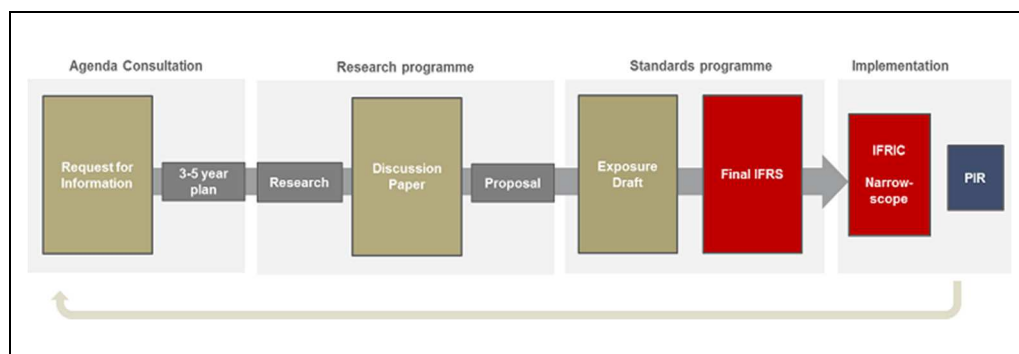 Agenda Consultation
Research programme
Standards programme
Implementation
Request for
Information
3-5 year
plan
Research
Discussion
Paper
Proposal
Exposure
Draft
Final IFRS
IFRIC
Narrow-
scope
PIR